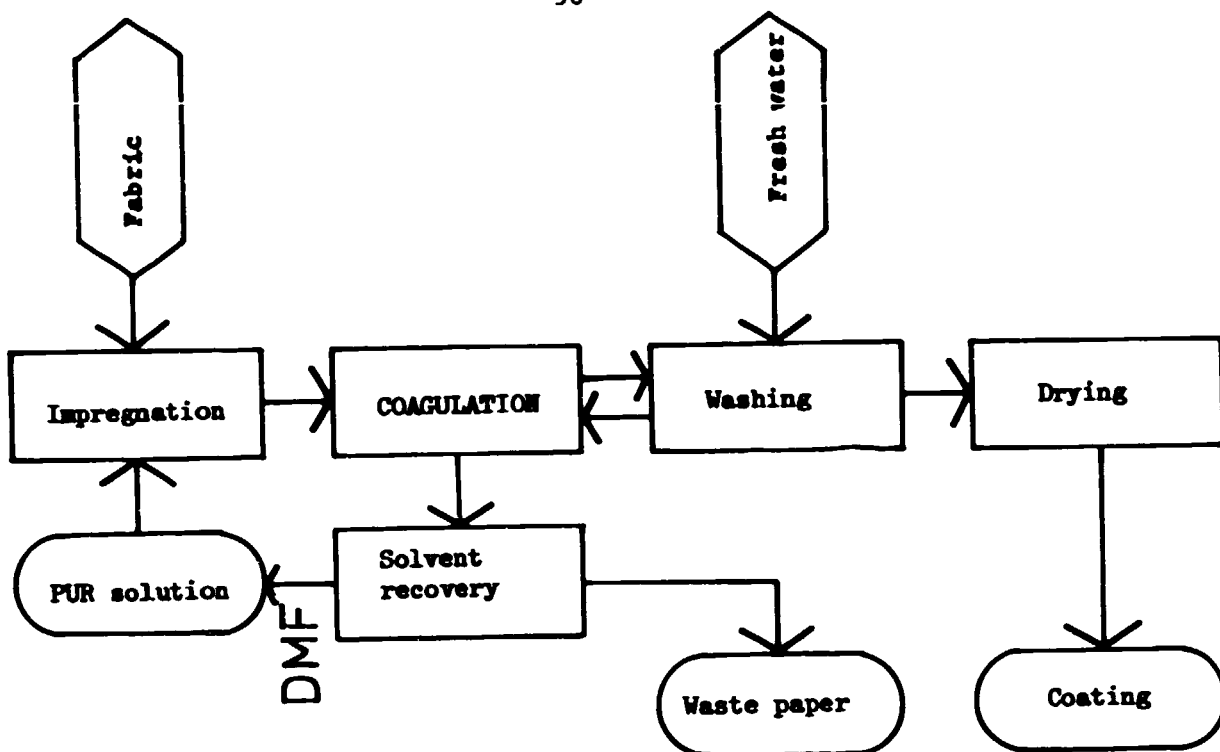 Fabric
Fresh water
Impregnation
COAGULATION
Washing
Drying
PUR solution
DMF
Solvent
recovery
Waste paper
Coating